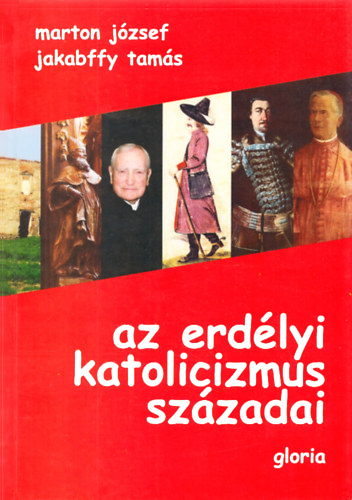 marton józsef
jakabffy tamás
az erdélyi
katolicizmus
századai
gloria